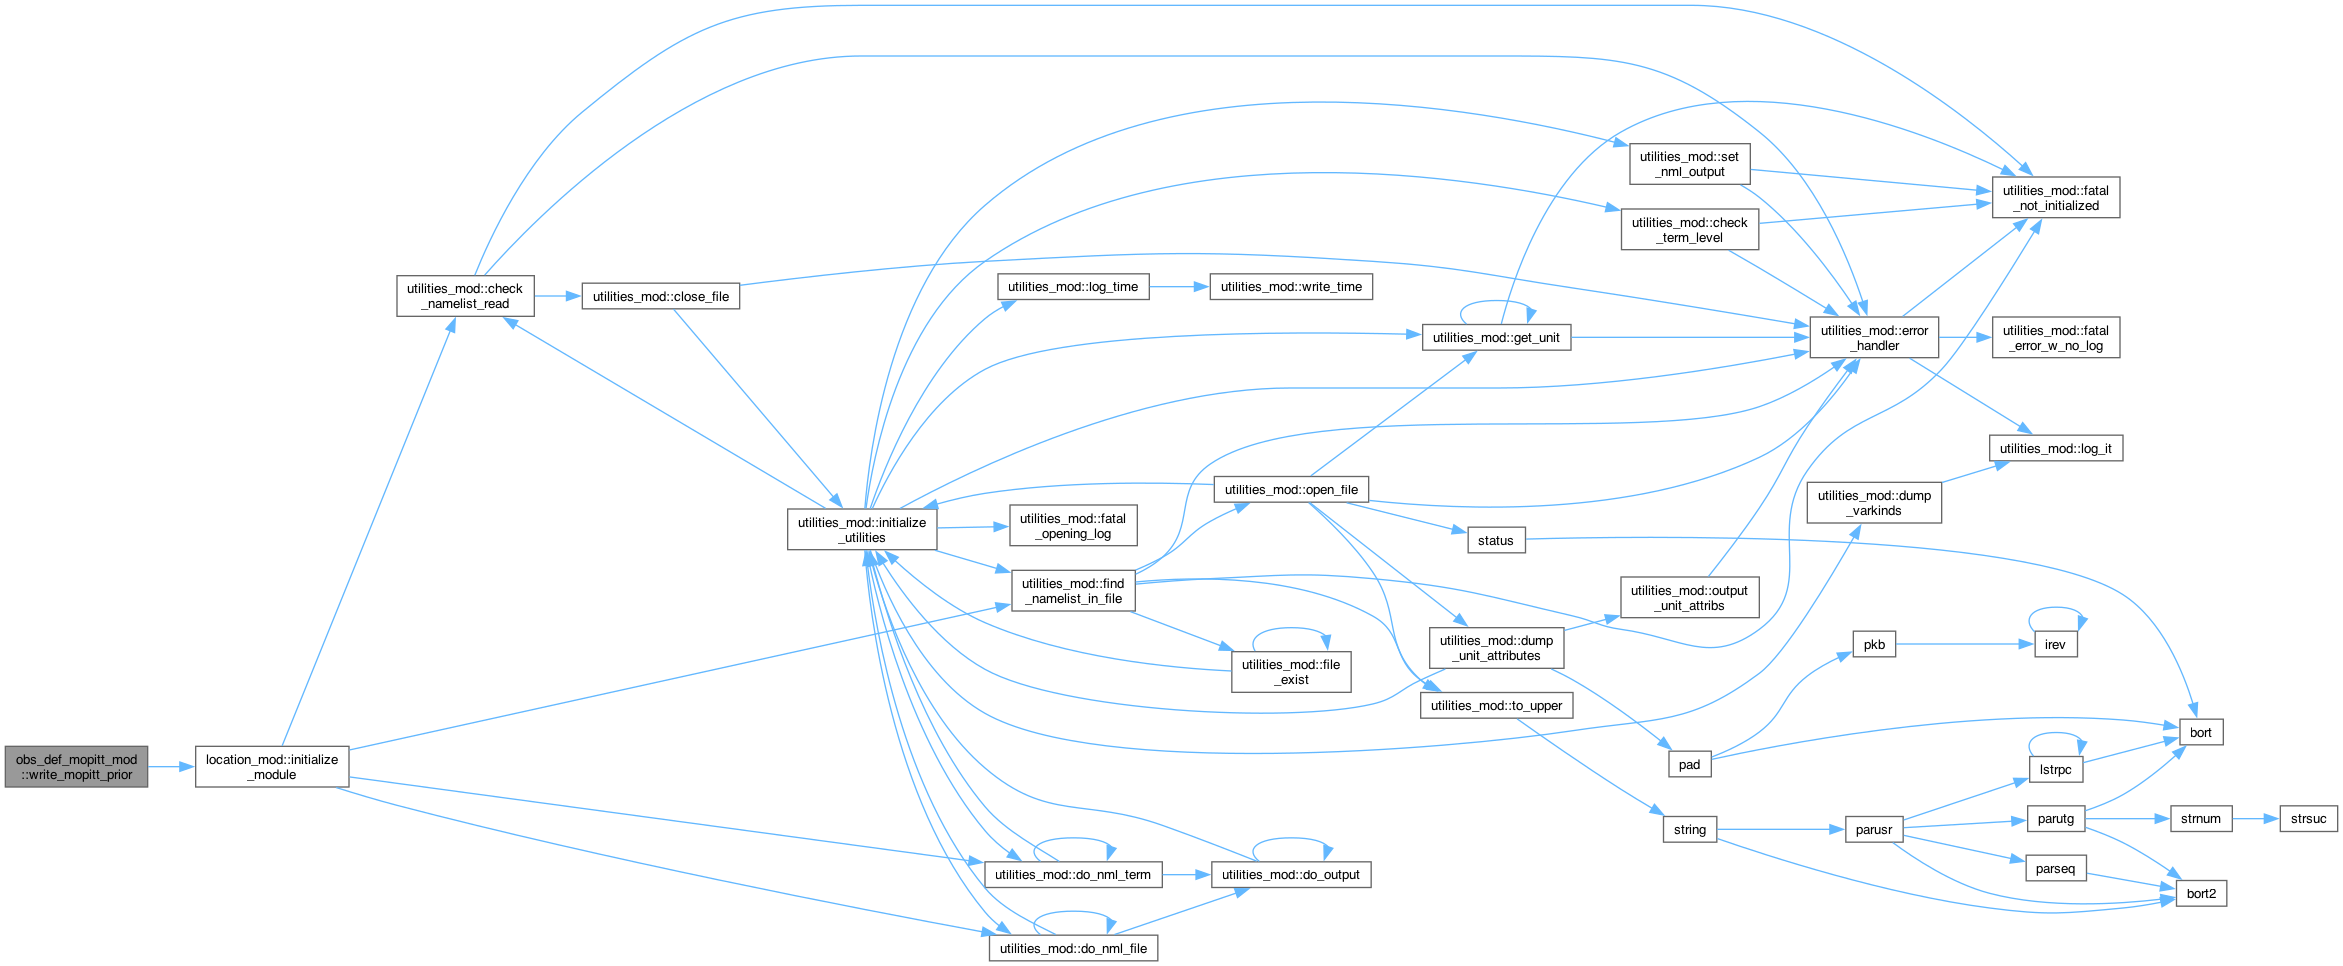 obs_def_mopitt_mod
::write_mopitt_prior
location_mod::initialize
_module
utilities_mod::check
_namelist_read
utilities_mod::close_file
utilities_mod::initialize
_utilities
utilities_mod::log_time
utilities_mod::write_time
utilities_mod::fatal
_opening_log
utilities_mod::find
_namelist_in_file
utilities_mod::open_file
utilities_mod::file
_exist
utilities_mod::do_nml_term
utilities_mod::do_nml_file
utilities_mod::do_output
utilities_mod::get_unit
status
utilities_mod::dump
_unit_attributes
utilities_mod::to_upper
utilities_mod::set
_nml_output
utilities_mod::check
_term_level
utilities_mod::output
_unit_attribs
pad
string
utilities_mod::error
_handler
utilities_mod::dump
_varkinds
pkb
parusr
utilities_mod::fatal
_not_initialized
utilities_mod::fatal
_error_w_no_log
utilities_mod::log_it
irev
lstrpc
parutg
parseq
bort
strnum
bort2
strsuc